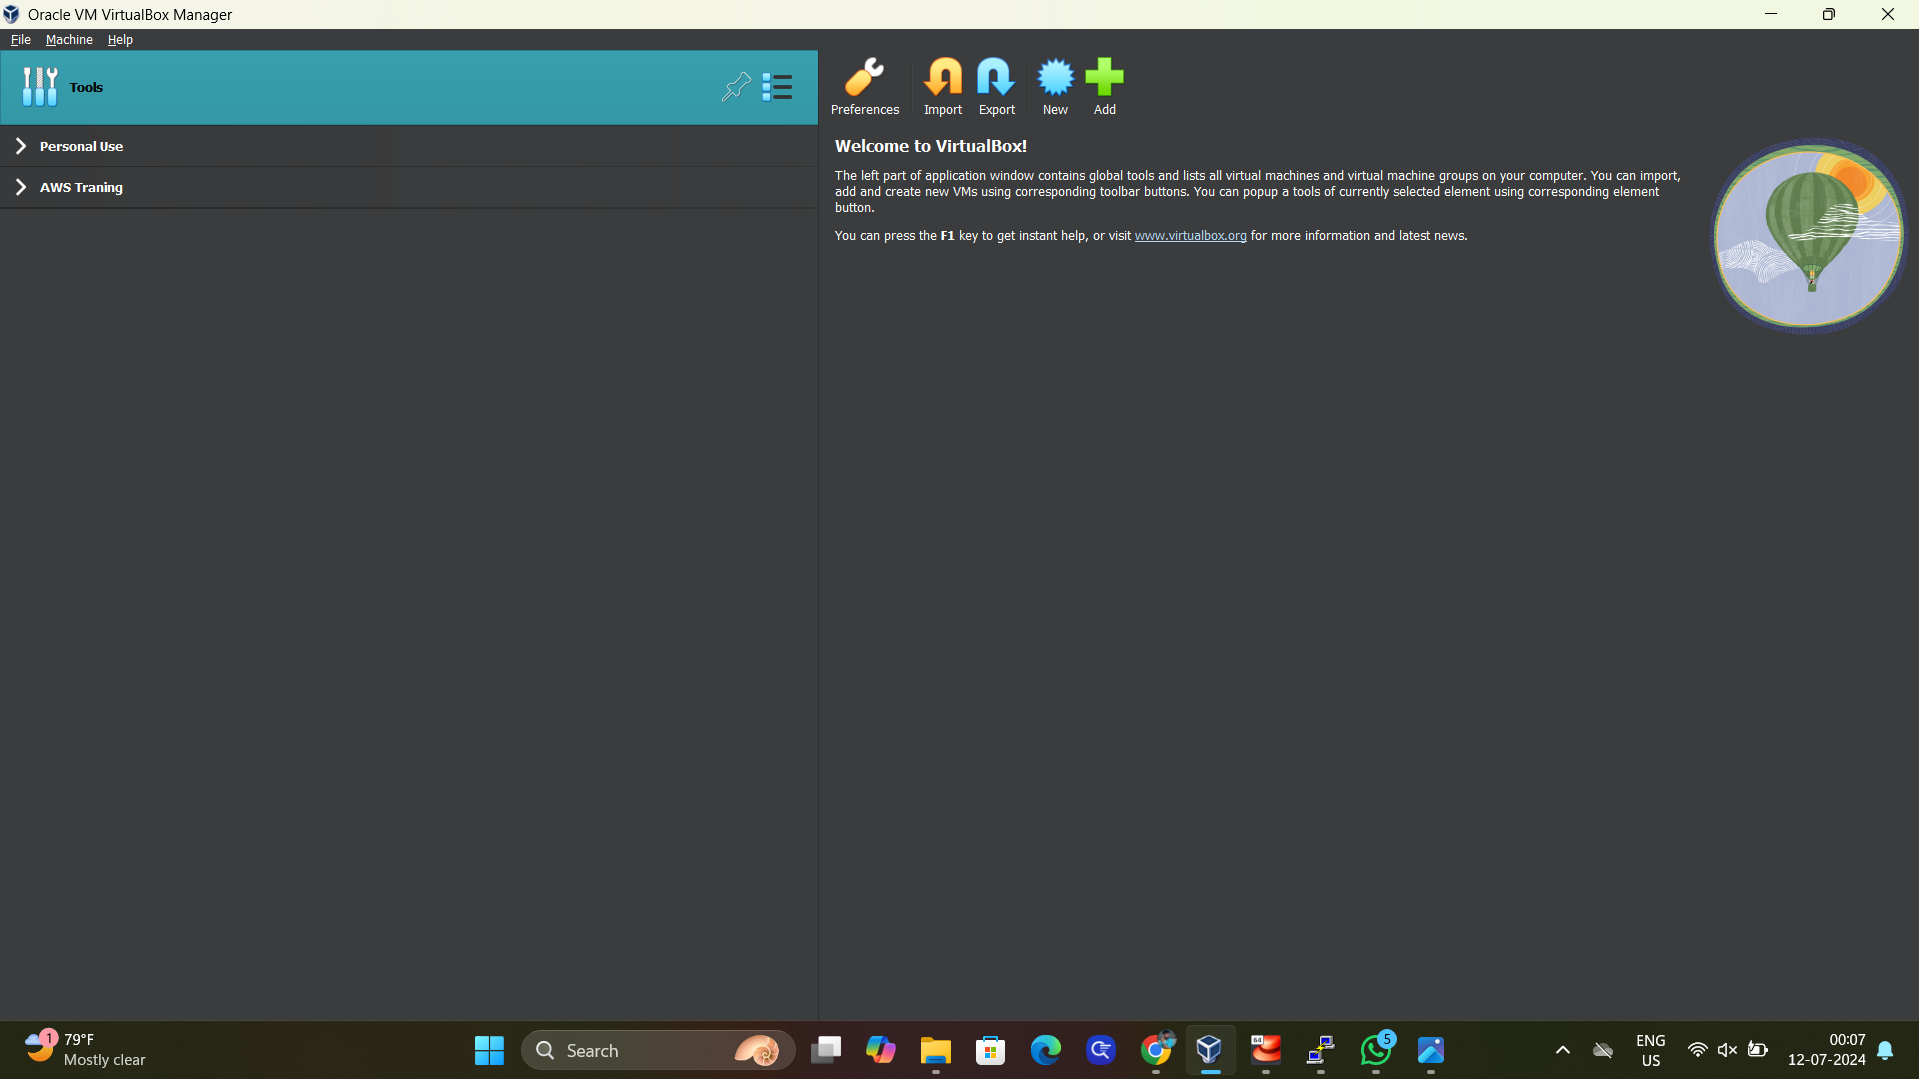 Oracle VM VirtualBox Manager
File Machine Help
Tools
Personal Use
AWS Traning
Preferences Import Export New Add
Welcome to VirtualBox!
The left part of application window contains global tools and lists all virtual machines and virtual machine groups on your computer. You can import,
add and create new VMs using corresponding toolbar buttons. You can popup a tools of currently selected element using corresponding element
button.
You can press the F1 key to get instant help, or visit www.virtualbox.org for more information and latest news.
1
79°F
Mostly clear
Search
64
5
ENG
US
00:07
12-07-2024